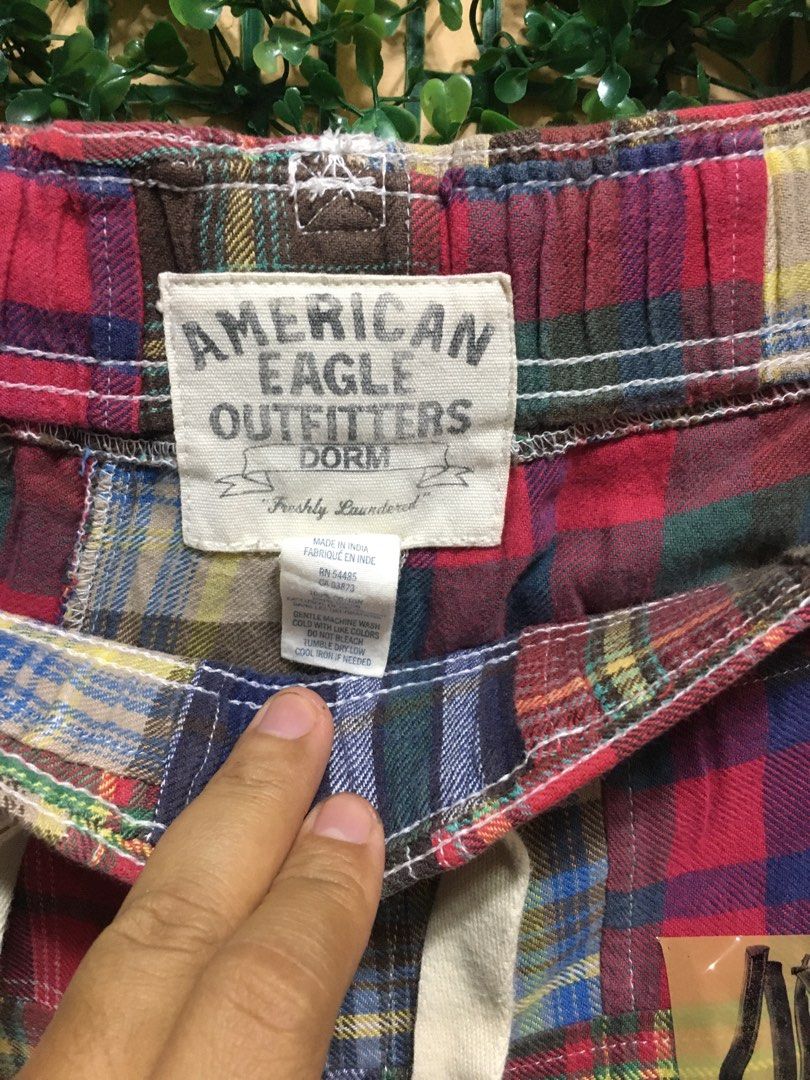 AMERICAN
EAGLE
OUTFITTERS
DORM
"Freshly Laundered"
MADE IN INDIA
FABRIQUÉ EN INDE
RN 54485
CA 03873
GENTLE MACHINE WASH
COLD WITH LIKE COLORS
DO NOT BLEACH
TUMBLE DRY LOW
COOL IRON IF NEEDED